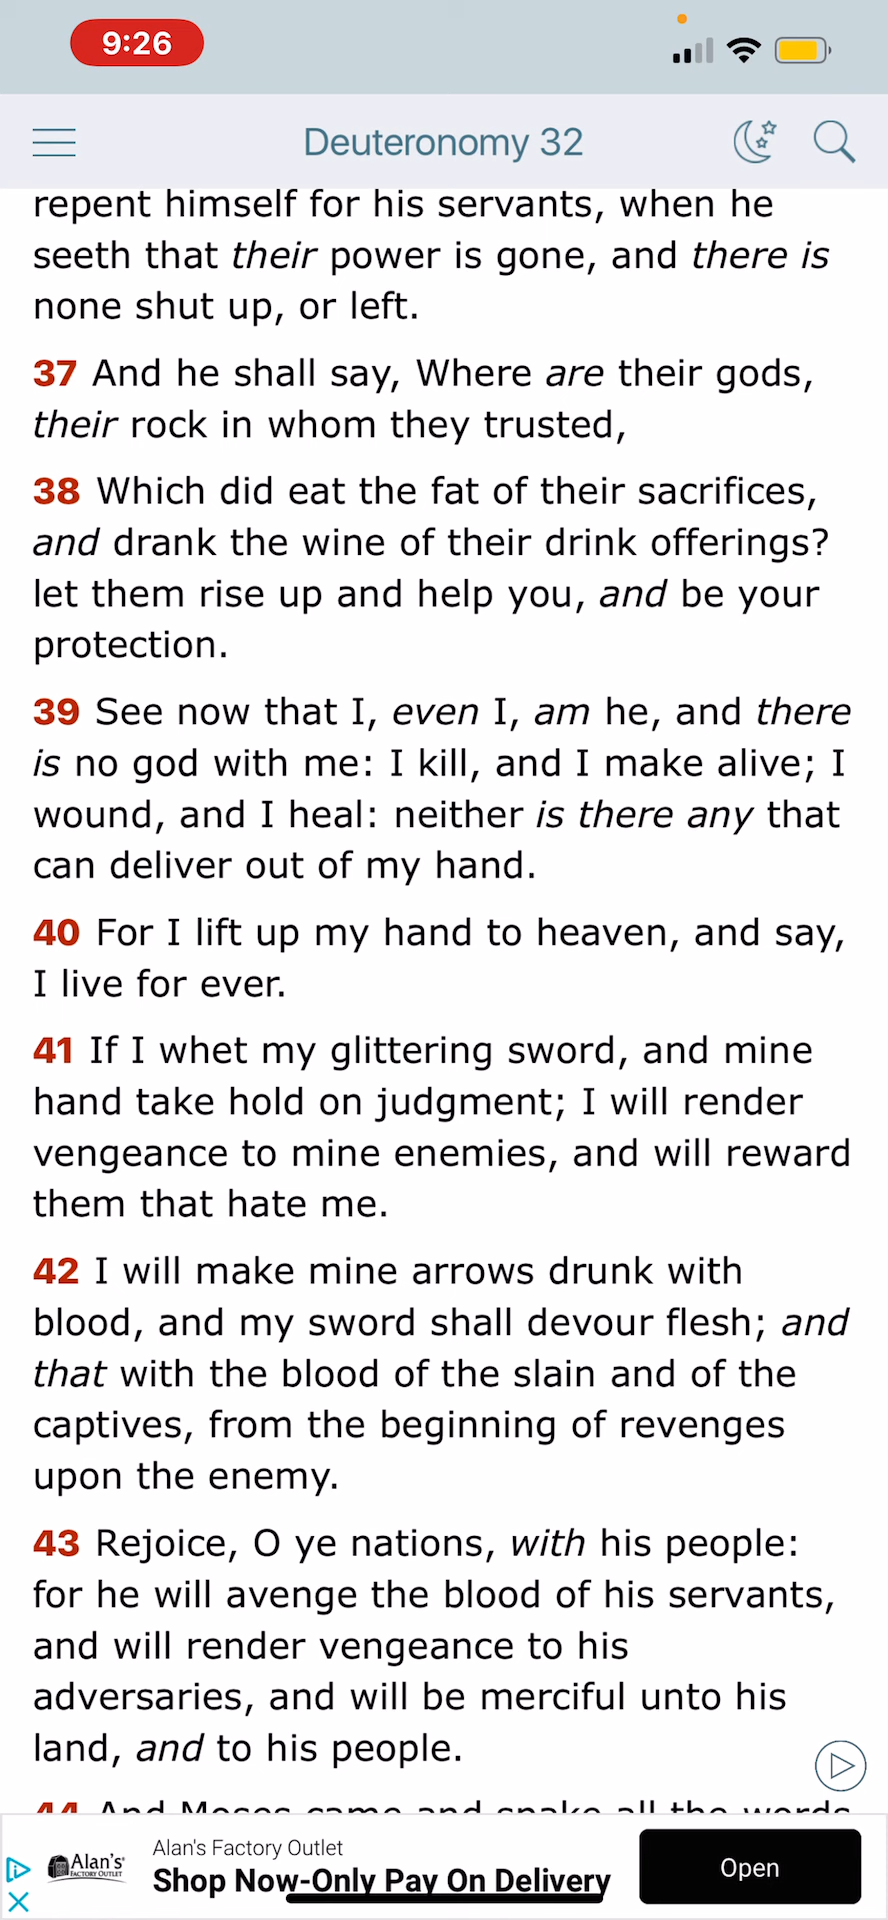 9:26
Deuteronomy 32
repent himself for his servants, when he
seeth that their power is gone, and there is
none shut up, or left.
37 And he shall say, Where are their gods,
their rock in whom they trusted,
38 Which did eat the fat of their sacrifices,
and drank the wine of their drink offerings?
let them rise up and help you, and be your
protection.
39 See now that I, even I, am he, and there
is no god with me: I kill, and I make alive; I
wound, and I heal: neither is there any that
can deliver out of my hand.
40 For I lift up my hand to heaven, and say,
I live for ever.
41 If I whet my glittering sword, and mine
hand take hold on judgment; I will render
vengeance to mine enemies, and will reward
them that hate me.
42 I will make mine arrows drunk with
blood, and my sword shall devour flesh; and
that with the blood of the slain and of the
captives, from the beginning of revenges
upon the enemy.
43 Rejoice, O ye nations, with his people:
for he will avenge the blood of his servants,
and will render vengeance to his
adversaries, and will be merciful unto his
land, and to his people.
44 And Moses came and spake all the words
Alan's Factory Outlet
Alan's
FACTORY OUTLET
Shop Now-Only Pay On Delivery
Open